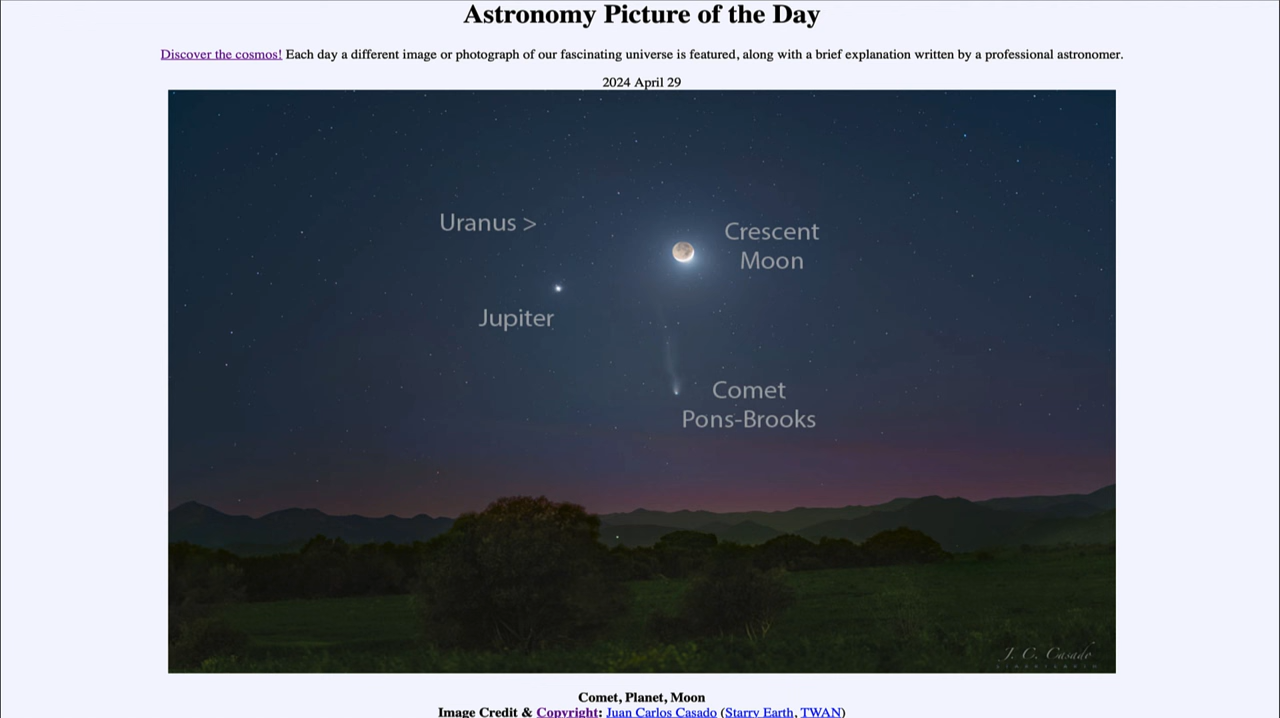 Astronomy Picture of the Day
Discover the cosmos! Each day a different image or photograph of our fascinating universe is featured, along with a brief explanation written by a professional astronomer.
2024 April 29
Uranus >
Crescent
Moon
Jupiter
Comet
Pons-Brooks
J. C. Casado
Comet, Planet, Moon
Image Credit & Copyright: Juan Carlos Casado (Starry Earth, TWAN)